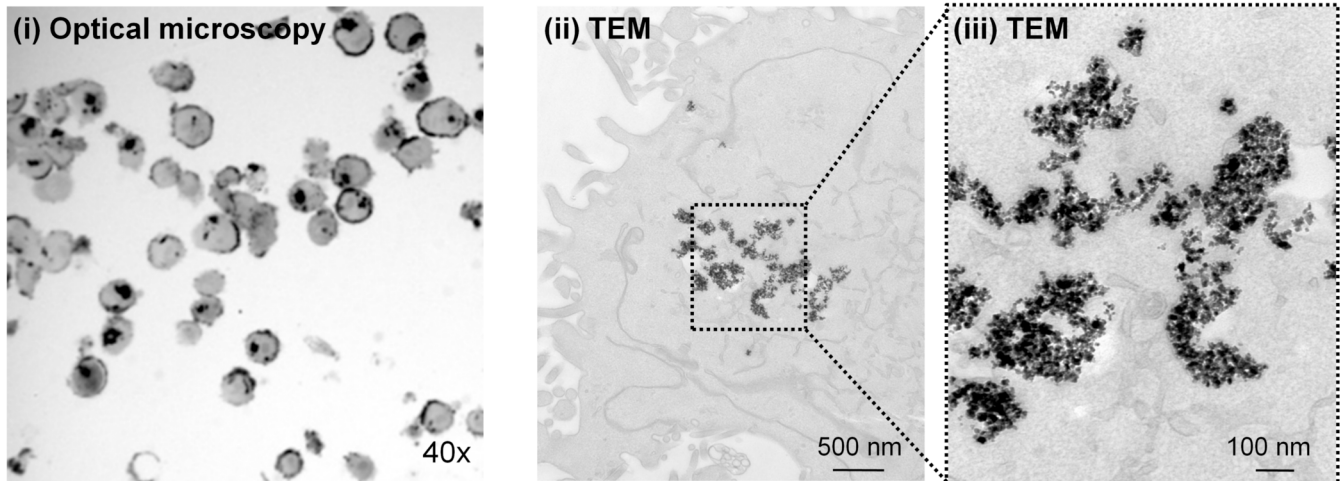 (i) Optical microscopy
40x
(ii) TEM
500 nm
(iii) TEM
100 nm